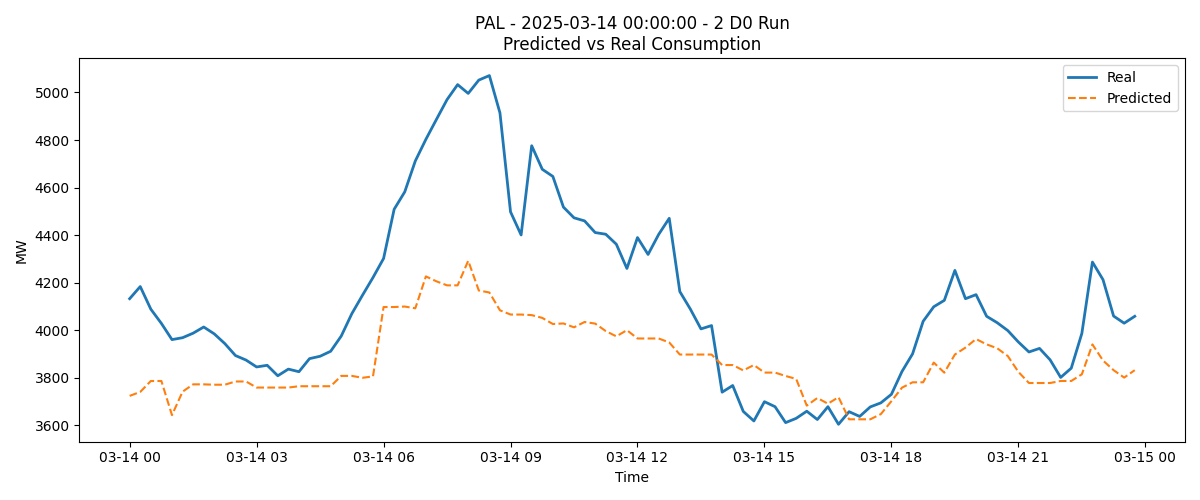 PAL - 2025-03-14 00:00:00 - 2 D0 Run
Predicted vs Real Consumption
Real
Predicted
MW
5000
4800
4600
4400
4200
4000
3800
3600
03-14 00
03-14 03
03-14 06
03-14 09
03-14 12
03-14 15
03-14 18
03-14 21
03-15 00
Time